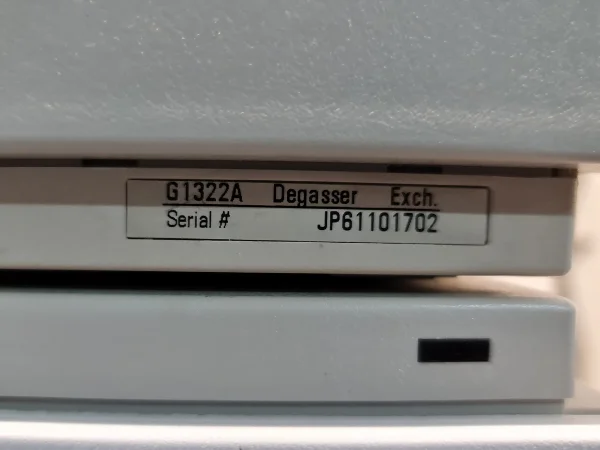 G1322A Degasser Exch.
Serial # JP61101702